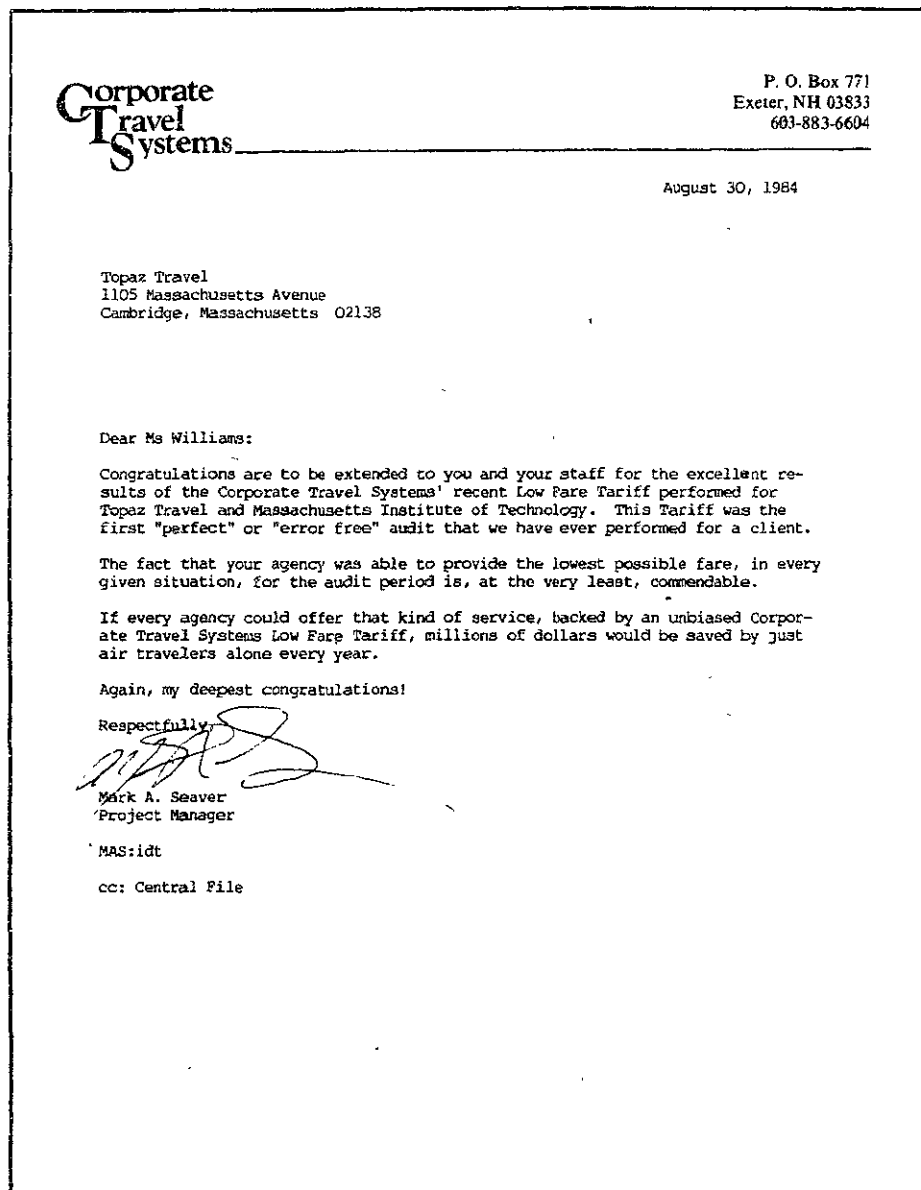 Corporate
Travel
Systems
P. O. Box 771
Exeter, NH 03833
603-883-6604
August 30, 1984
Topaz Travel
1105 Massachusetts Avenue
Cambridge, Massachusetts 02138
Dear Ms Williams:
Congratulations are to be extended to you and your staff for the excellent re-
sults of the Corporate Travel Systems' recent Low Fare Tariff performed for
Topaz Travel and Massachusetts Institute of Technology. This Tariff was the
first "perfect" or "error free" audit that we have ever performed for a client.
The fact that your agency was able to provide the lowest possible fare, in every
given situation, for the audit period is, at the very least, commendable.
If every agency could offer that kind of service, backed by an unbiased Corpor-
ate Travel Systems Low Fare Tariff, millions of dollars would be saved by just
air travelers alone every year.
Again, my deepest congratulations!
Respectfully,
Mark A. Seaver
Project Manager
MAS:idt
cc: Central File